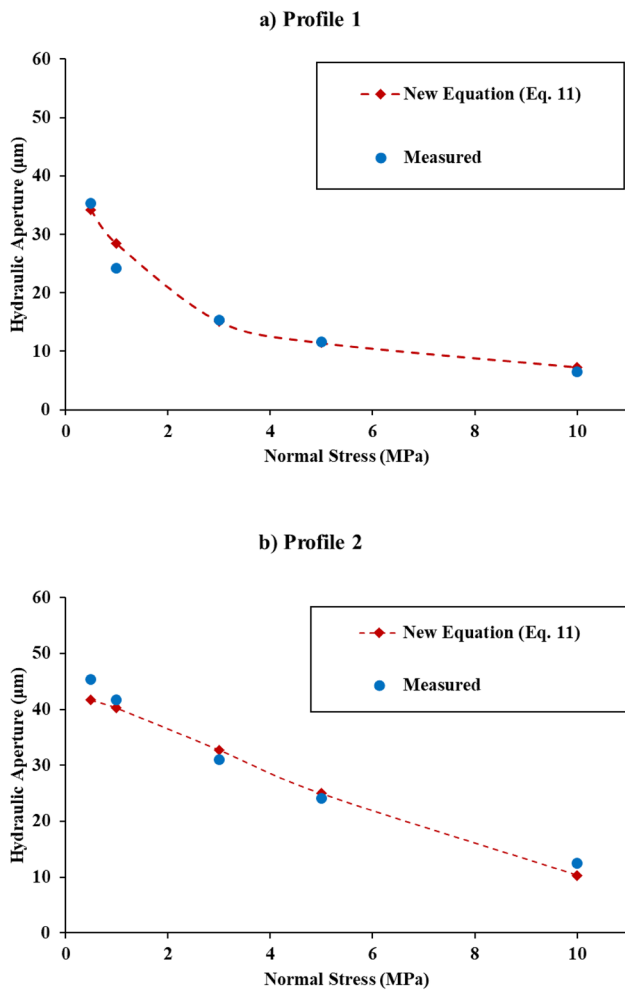 a) Profile 1
60
50
40
30
20
10
0
Hydraulic Aperture (μm)
New Equation (Eq. 11)
Measured
0 2 4 6 8 10
Normal Stress (MPa)
b) Profile 2
60
50
40
30
20
10
0
Hydraulic Aperture (μm)
New Equation (Eq. 11)
Measured
0 2 4 6 8 10
Normal Stress (MPa)